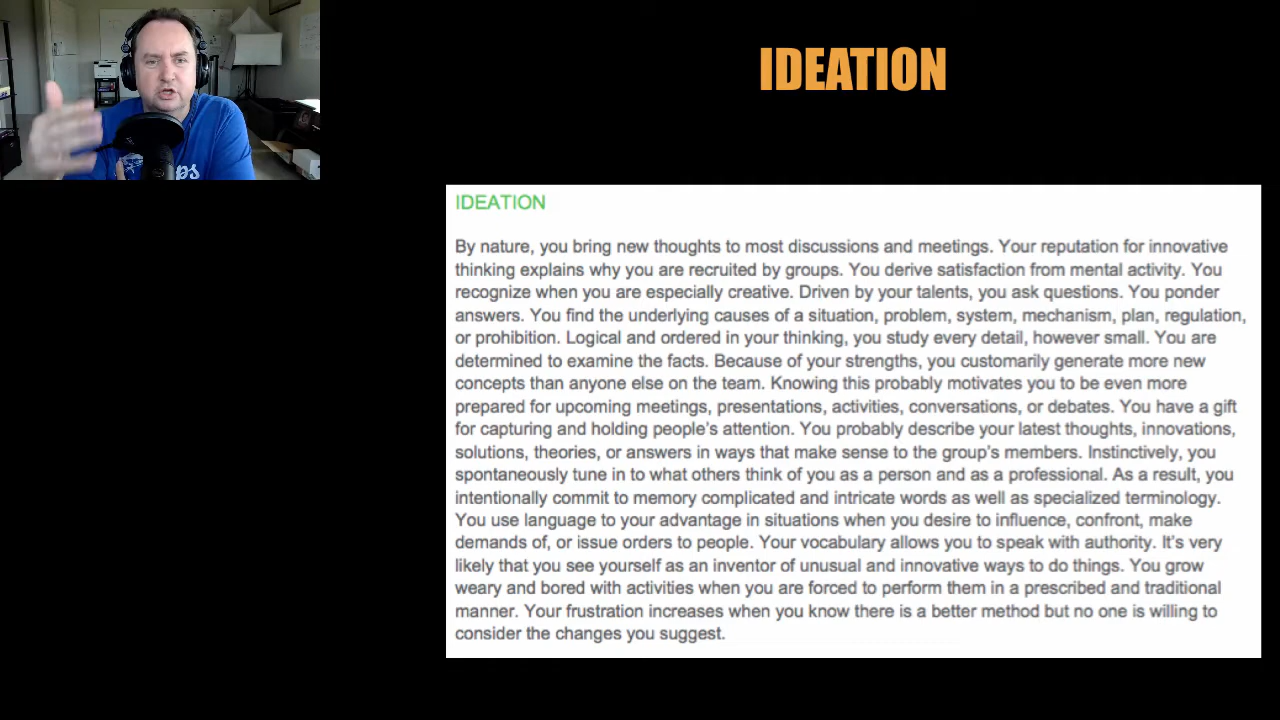 IDEATION
IDEATION
By nature, you bring new thoughts to most discussions and meetings. Your reputation for innovative
thinking explains why you are recruited by groups. You derive satisfaction from mental activity. You
recognize when you are especially creative. Driven by your talents, you ask questions. You ponder
answers. You find the underlying causes of a situation, problem, system, mechanism, plan, regulation,
or prohibition. Logical and ordered in your thinking, you study every detail, however small. You are
determined to examine the facts. Because of your strengths, you customarily generate more new
concepts than anyone else on the team. Knowing this probably motivates you to be even more
prepared for upcoming meetings, presentations, activities, conversations, or debates. You have a gift
for capturing and holding people's attention. You probably describe your latest thoughts, innovations,
solutions, theories, or answers in ways that make sense to the group's members. Instinctively, you
spontaneously tune in to what others think of you as a person and as a professional. As a result, you
intentionally commit to memory complicated and intricate words as well as specialized terminology.
You use language to your advantage in situations when you desire to influence, confront, make
demands of, or issue orders to people. Your vocabulary allows you to speak with authority. It's very
likely that you see yourself as an inventor of unusual and innovative ways to do things. You grow
weary and bored with activities when you are forced to perform them in a prescribed and traditional
manner. Your frustration increases when you know there is a better method but no one is willing to
consider the changes you suggest.